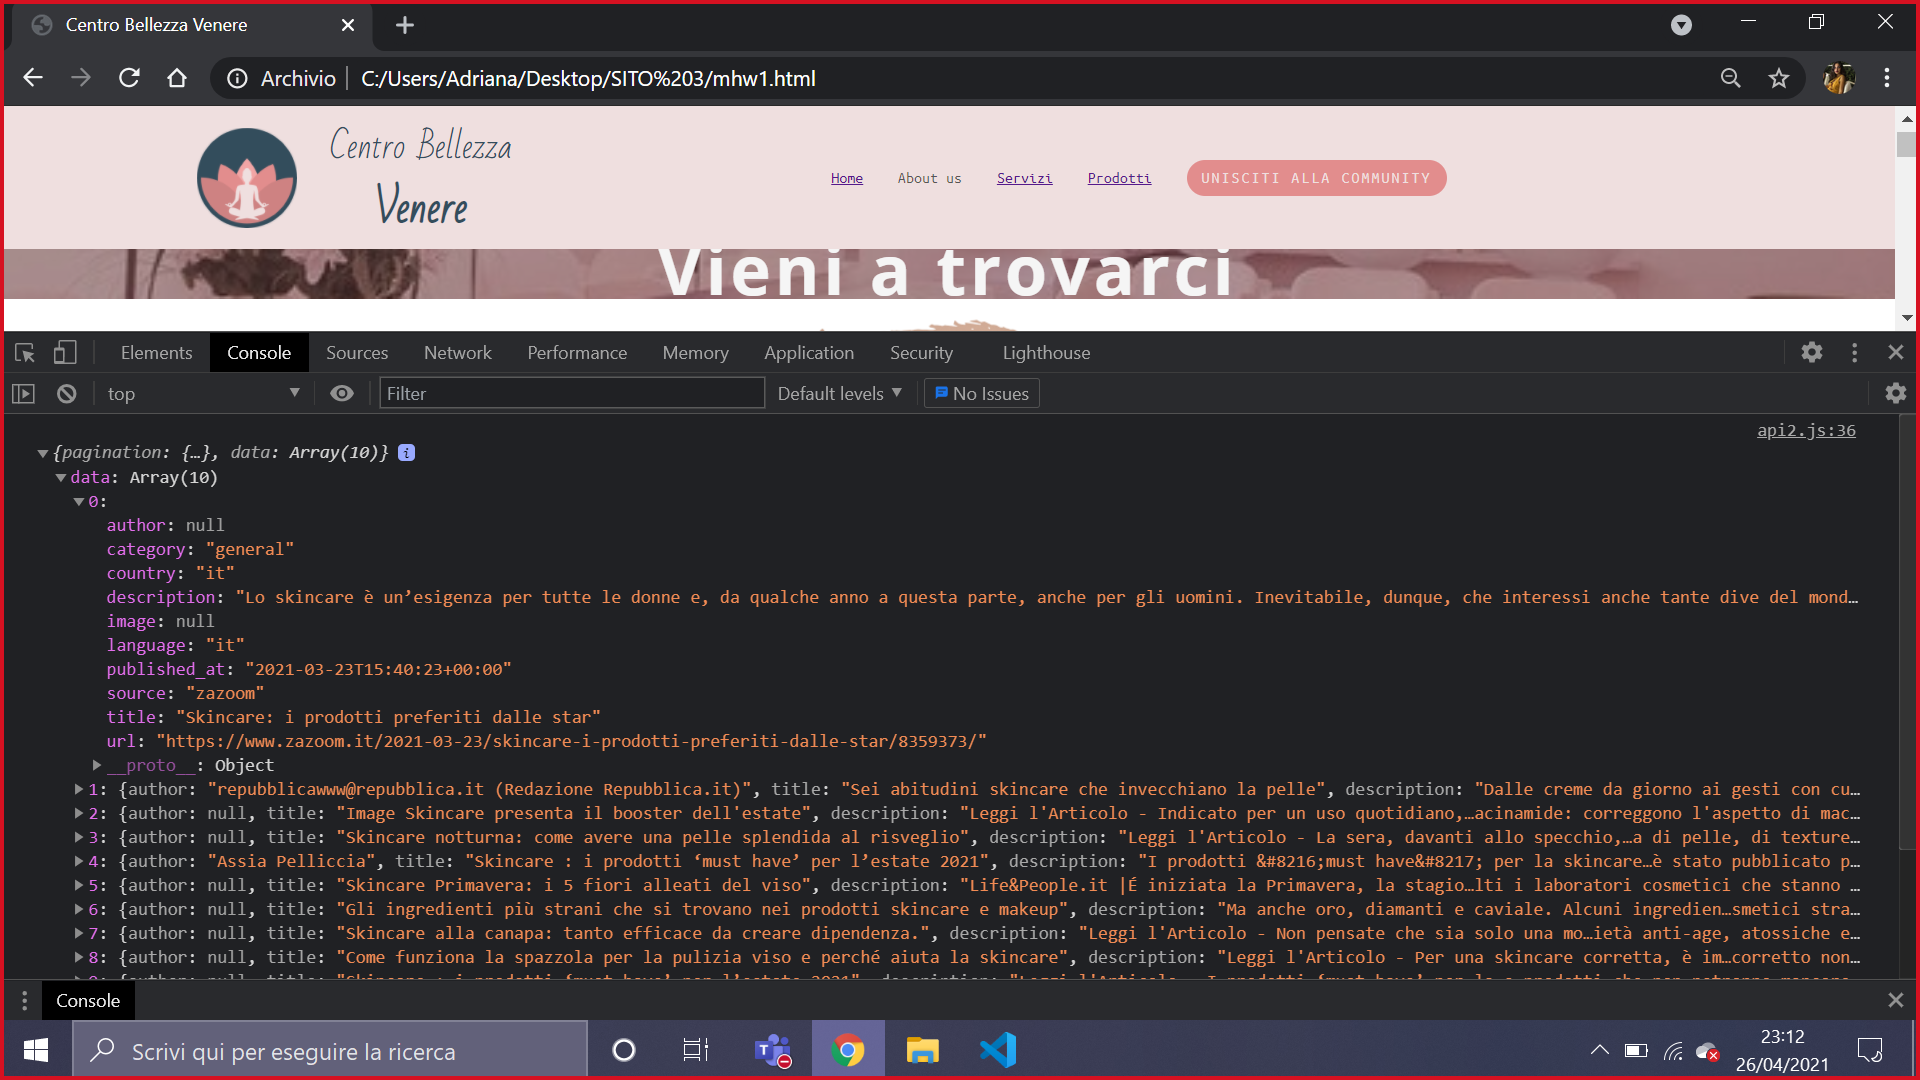 Centro Bellezza Venere
Archivio | C:/Users/Adriana/Desktop/SITO%203/mhw1.html
Centro Bellezza
Venere
Home About us Servizi Prodotti UNISCITI ALLA COMMUNITY
Vieni a trovarci
Elements Console Sources Network Performance Memory Application Security Lighthouse
top Filter Default levels No Issues
api2.js:36
{pagination: {…}, data: Array(10)} i
data: Array(10)
0:
author: null
category: "general"
country: "it"
description: "Lo skincare è un’esigenza per tutte le donne e, da qualche anno a questa parte, anche per gli uomini. Inevitabile, dunque, che interessi anche tante dive del mond…
image: null
language: "it"
published_at: "2021-03-23T15:40:23+00:00"
source: "zazoom"
title: "Skincare: i prodotti preferiti dalle star"
url: "https://www.zazoom.it/2021-03-23/skincare-i-prodotti-preferiti-dalle-star/8359373/"
__proto__: Object
1: {author: "repubblicawww@repubblica.it (Redazione Repubblica.it)", title: "Sei abitudini skincare che invecchiano la pelle", description: "Dalle creme da giorno ai gesti con cu…
2: {author: null, title: "Image Skincare presenta il booster dell'estate", description: "Leggi l'Articolo - Indicato per un uso quotidiano,…acinamide: correggono l'aspetto di mac…
3: {author: null, title: "Skincare notturna: come avere una pelle splendida al risveglio", description: "Leggi l'Articolo - La sera, davanti allo specchio,…a di pelle, di texture…
4: {author: "Assia Pelliccia", title: "Skincare : i prodotti ‘must have’ per l’estate 2021", description: "I prodotti &#8216;must have&#8217; per la skincare…è stato pubblicato p…
5: {author: null, title: "Skincare Primavera: i 5 fiori alleati del viso", description: "Life&People.it |É iniziata la Primavera, la stagio…lti i laboratori cosmetici che stanno …
6: {author: null, title: "Gli ingredienti più strani che si trovano nei prodotti skincare e makeup", description: "Ma anche oro, diamanti e caviale. Alcuni ingredien…smetici stra…
7: {author: null, title: "Skincare alla canapa: tanto efficace da creare dipendenza.", description: "Leggi l'Articolo - Non pensate che sia solo una mo…ietà anti-age, atossiche e…
8: {author: null, title: "Come funziona la spazzola per la pulizia viso e perché aiuta la skincare", description: "Leggi l'Articolo - Per una skincare corretta, è im…corretto non…
Console
Scrivi qui per eseguire la ricerca
23:12
26/04/2021